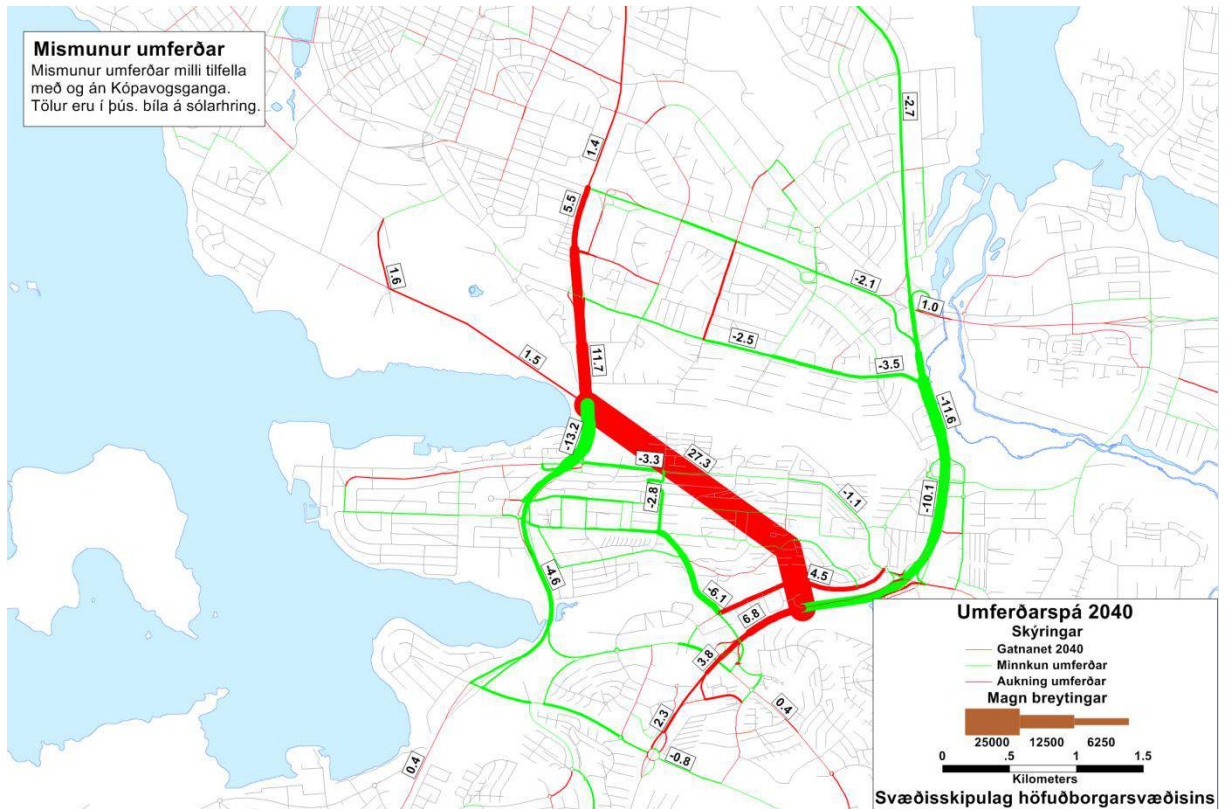 Mismunur umferðar
Mismunur umferðar milli tilfella
með og án Kópavogsganga.
Tölur eru í þús. bíla á sólarhring.
-2.7
1.4
5.5
1.6
-2.1
1.0
-2.5
1.5
11.7
-3.5
-11.6
-13.2
-3.3
27.3
-2.8
-1.1
-10.1
-4.6
4.5
-6.1
6.8
3.8
0.4
2.3
-0.8
0.4
Umferðarspá 2040
Skýringar
Gatnanet 2040
Minnkun umferðar
Aukning umferðar
Magn breytingar
25000 12500 6250
0 .5 1 1.5
Kilometers
Svæðisskipulag höfuðborgarsvæðisins